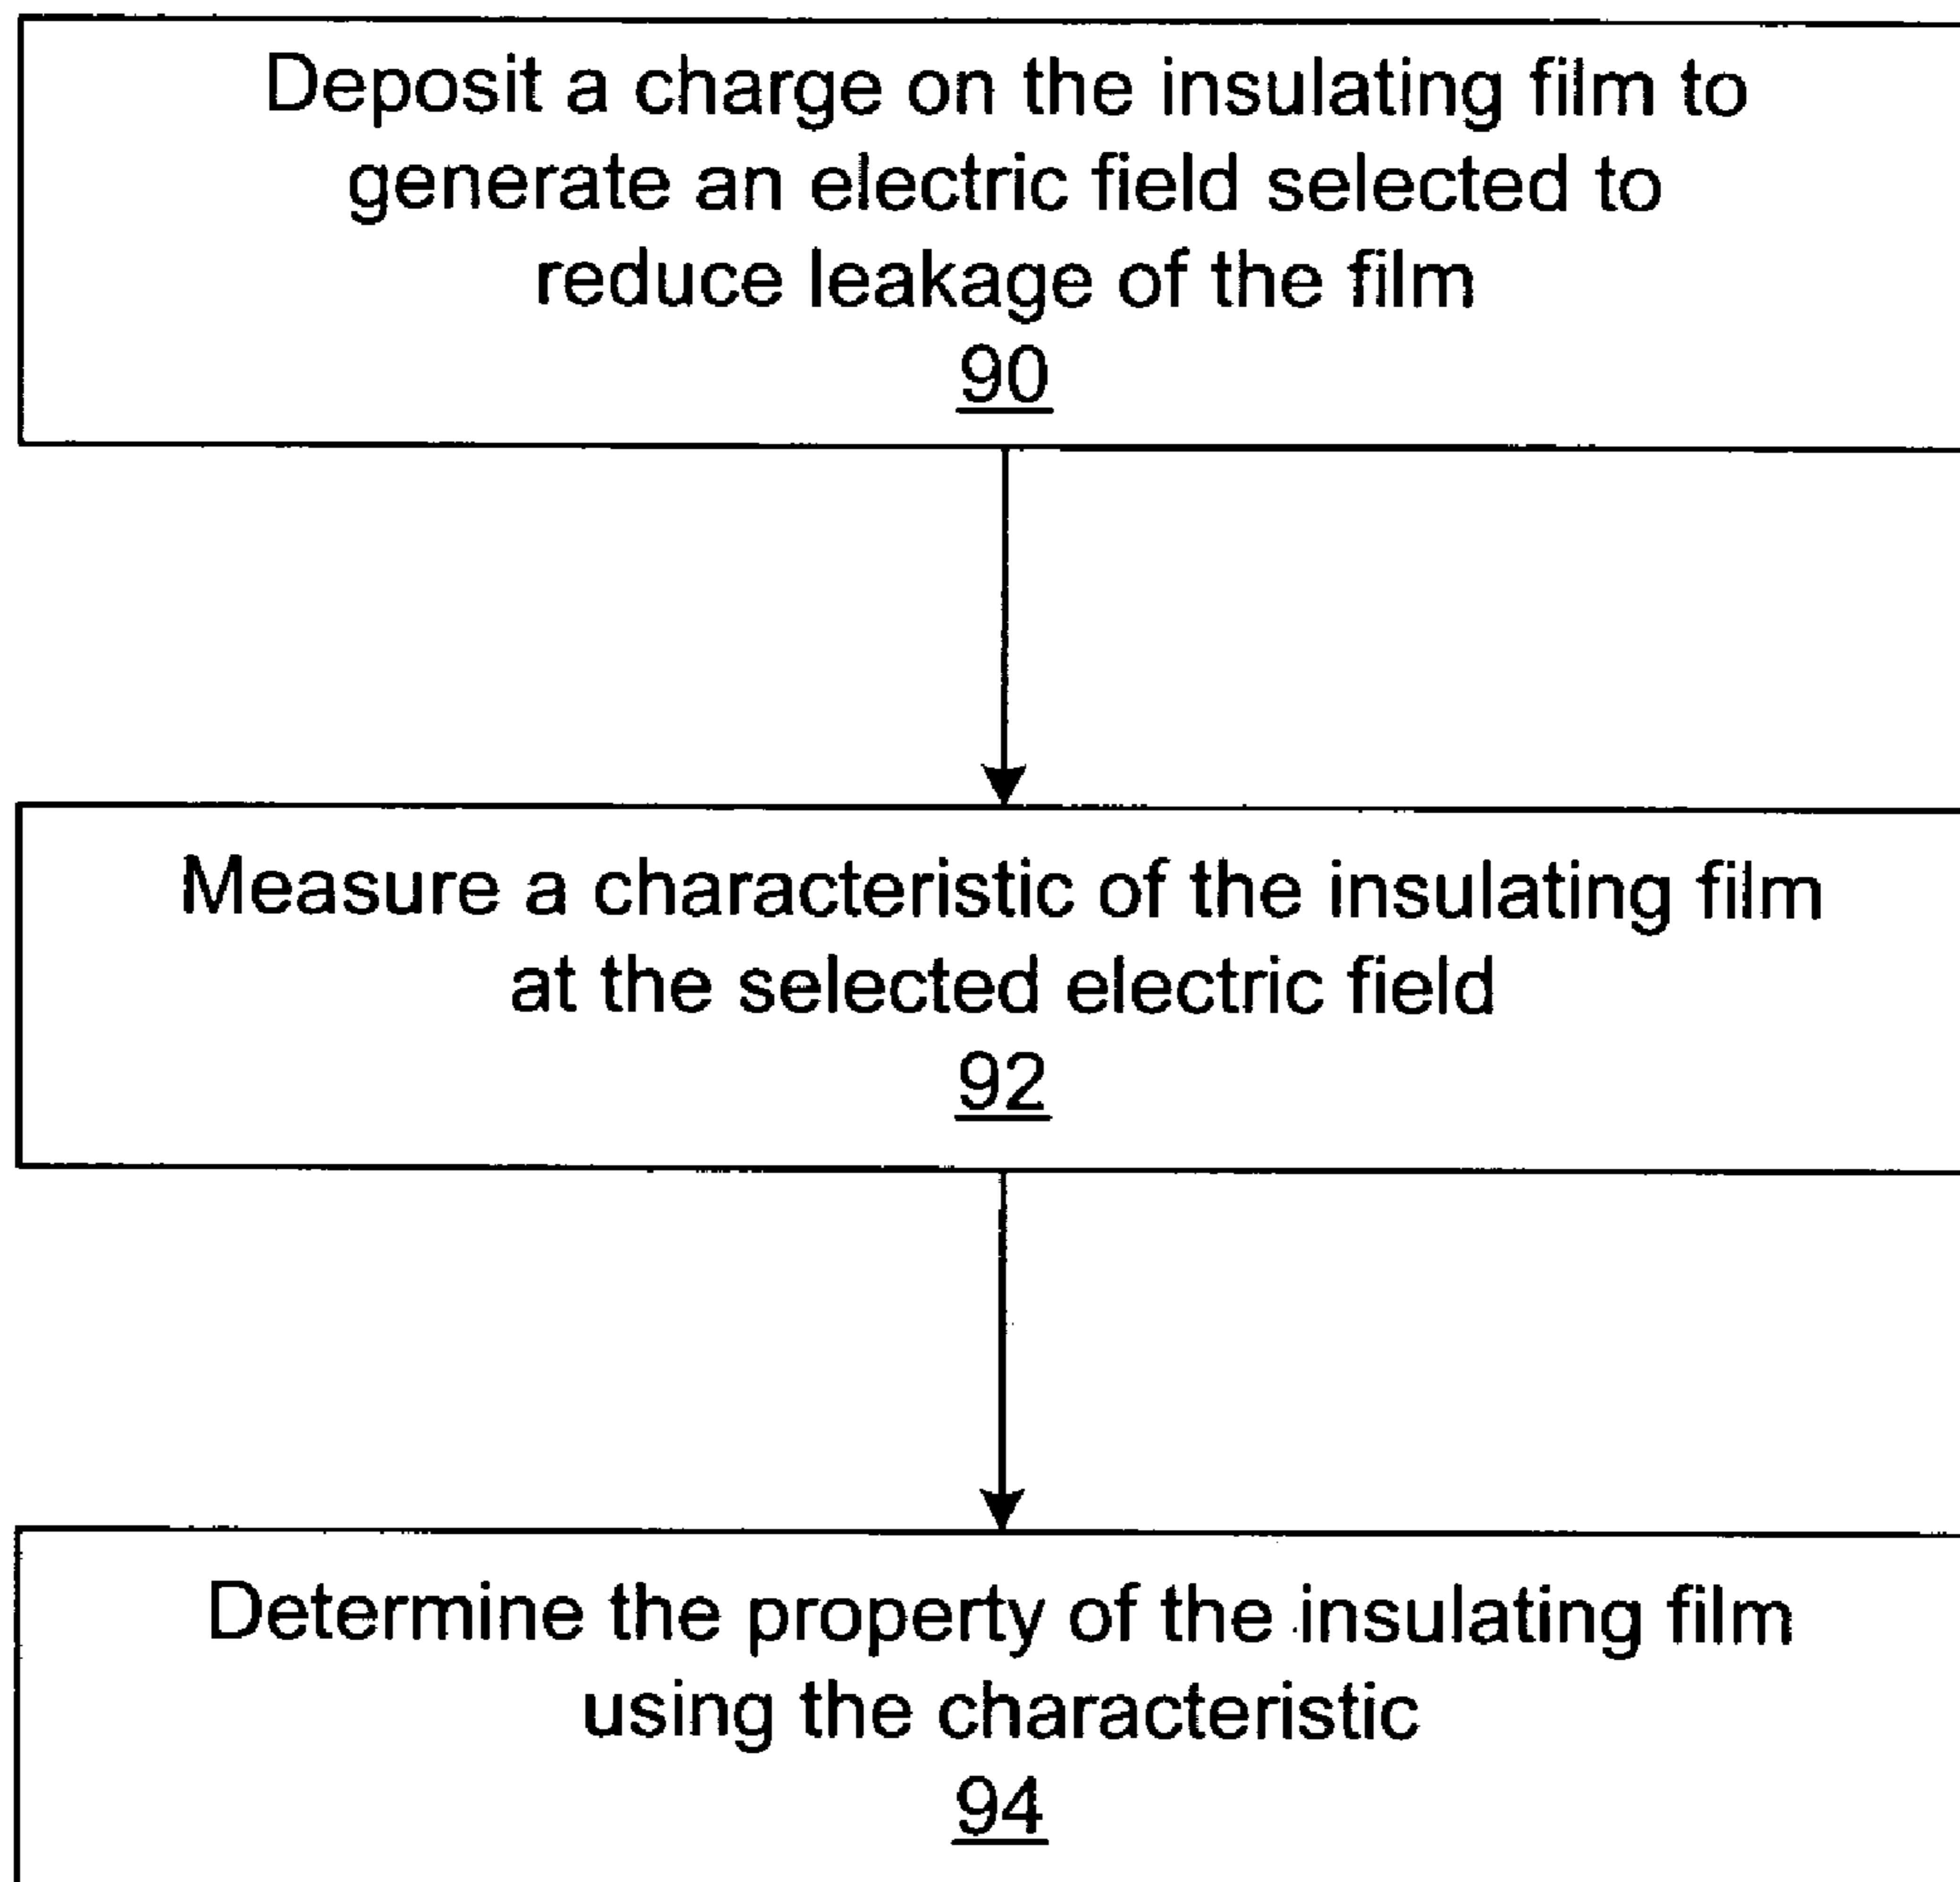 Deposit a charge on the insulating film to
generate an electric field selected to
reduce leakage of the film
90
Measure a characteristic of the insulating film
at the selected electric field
92
Determine the property of the insulating film
using the characteristic
94